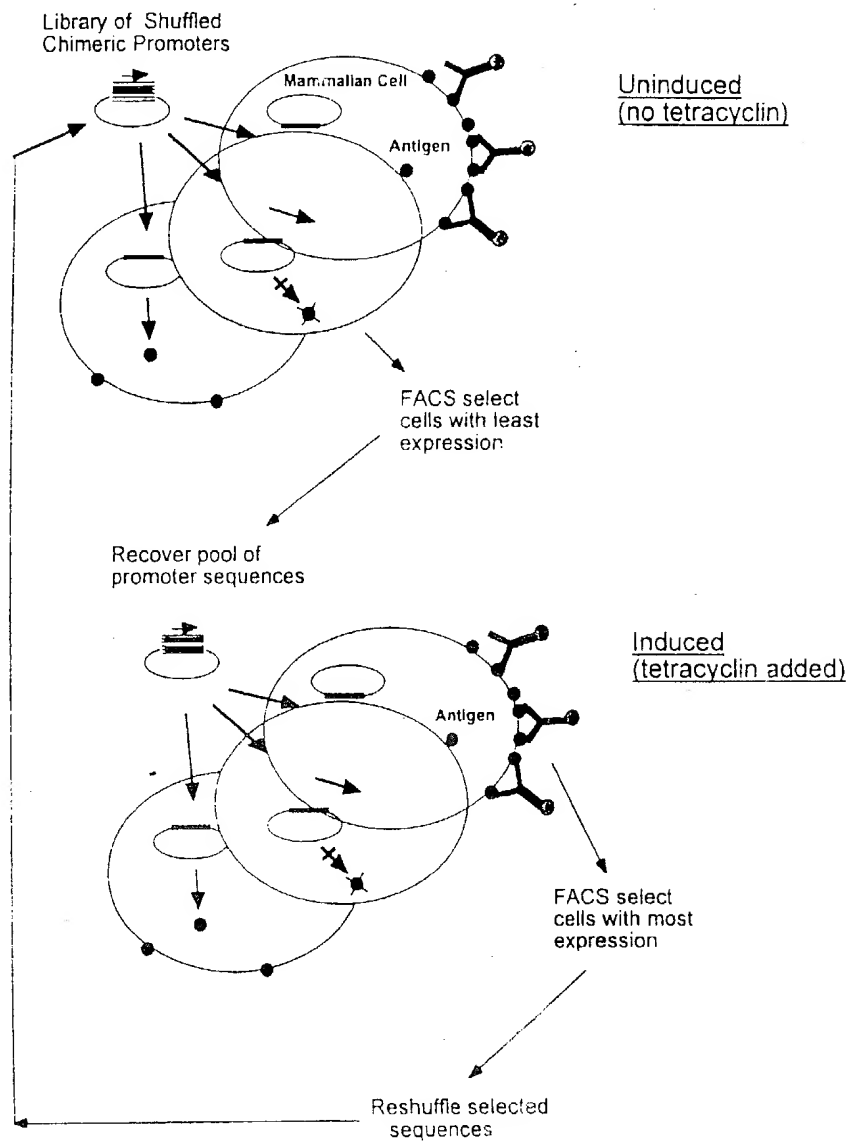 Library of Shuffled
Chimeric Promoters
Mammalian Cell
Antigen
Uninduced
(no tetracyclin)
FACS select
cells with least
expression
Recover pool of
promoter sequences
Induced
(tetracyclin added)
Antigen
FACS select
cells with most
expression
Reshuffle selected
sequences